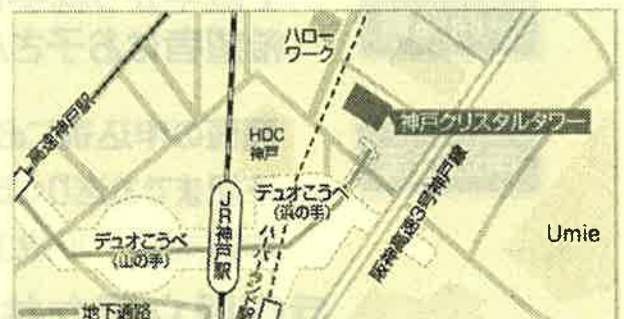 ハロー
ワーク
神戸クリスタルタワー
高速神戸駅
HDC
神戸
デュオこうべ
(浜の手)
JR神戸駅
阪神高速3号神戸線
Umie
デュオこうべ
(山の手)
地下通路